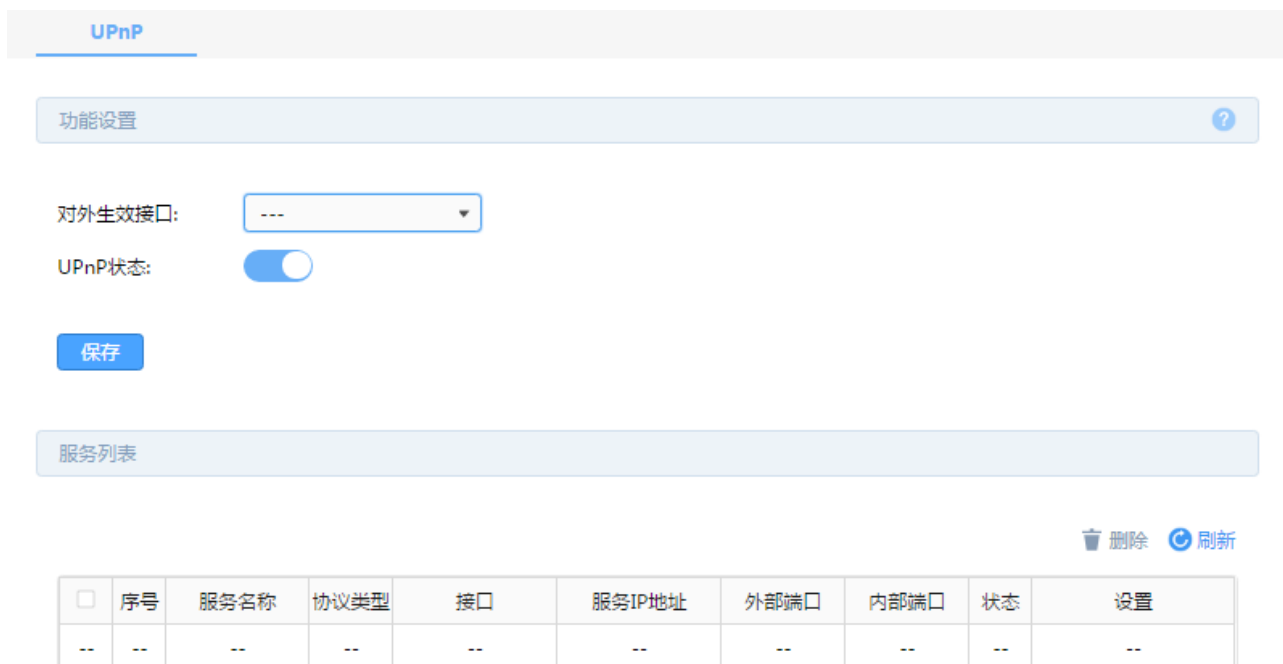 UPnP
功能设置 ?
对外生效接口: ---
UPnP状态:
保存
服务列表
删除 刷新
序号 服务名称 协议类型 接口 服务IP地址 外部端口 内部端口 状态 设置
-- -- -- -- -- -- -- -- -- --